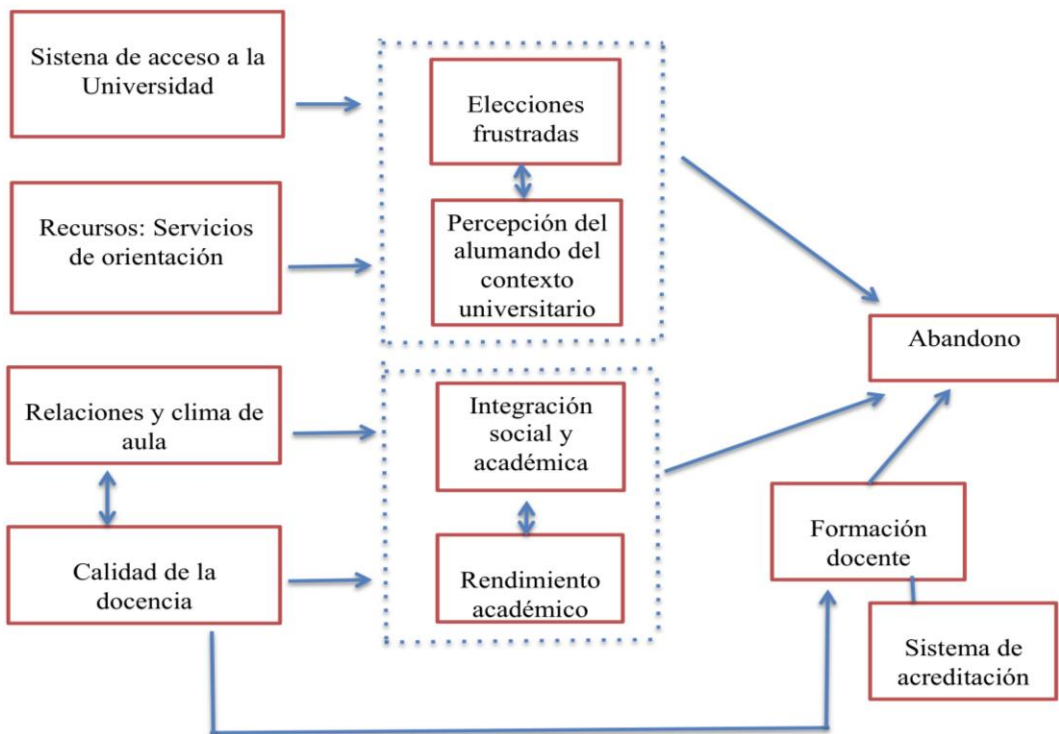 Sistena de acceso a la
Universidad
Elecciones
frustradas
Recursos: Servicios
de orientación
Percepción del
alumando del
contexto
universitario
Abandono
Relaciones y clima de
aula
Integración
social y
académica
Calidad de la
docencia
Rendimiento
académico
Formación
docente
Sistema de
acreditación